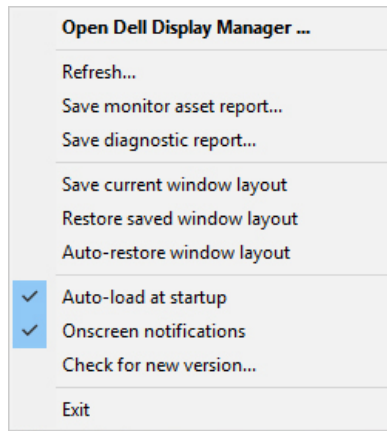 Open Dell Display Manager ...
Refresh...
Save monitor asset report...
Save diagnostic report...
Save current window layout
Restore saved window layout
Auto-restore window layout
Auto-load at startup
Onscreen notifications
Check for new version...
Exit